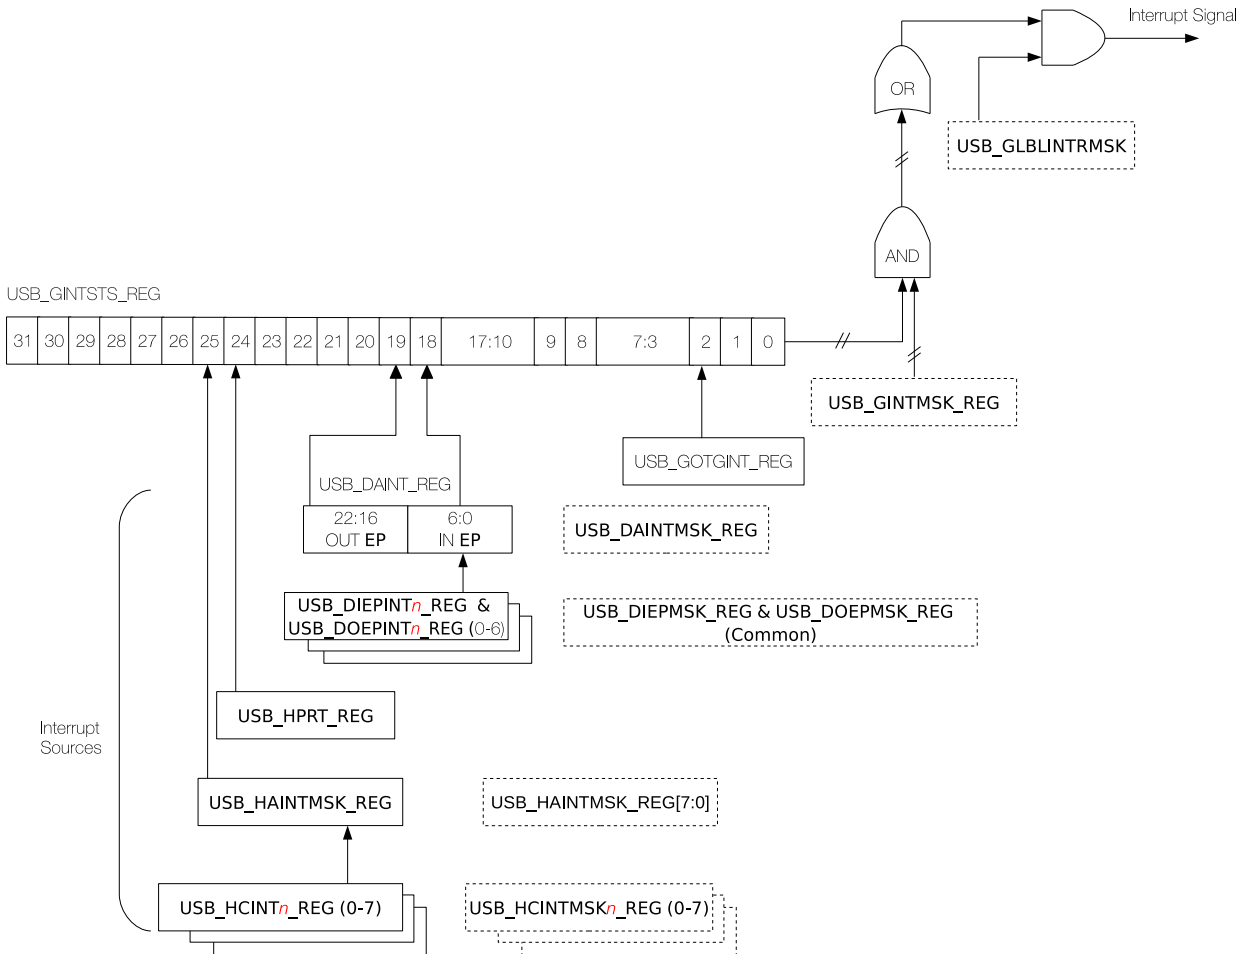 Interrupt Signal
OR
USB_GLBLINTRMSK
AND
USB_GINTSTS_REG
31 30 29 28 27 26 25 24 23 22 21 20 19 18 17:10 9 8 7:3 2 1 0
USB_GINTMSK_REG
USB_GOTGINT_REG
USB_DAINT_REG
22:16
OUT EP
6:0
IN EP
USB_DAINTMSK_REG
USB_DIEPINTn_REG &
USB_DOEPINTn_REG (0-6)
USB_DIEPMSK_REG & USB_DOEPMSK_REG
(Common)
USB_HPRT_REG
Interrupt
Sources
USB_HAINTMSK_REG
USB_HAINTMSK_REG[7:0]
USB_HCINTn_REG (0-7)
USB_HCINTMSKn_REG (0-7)